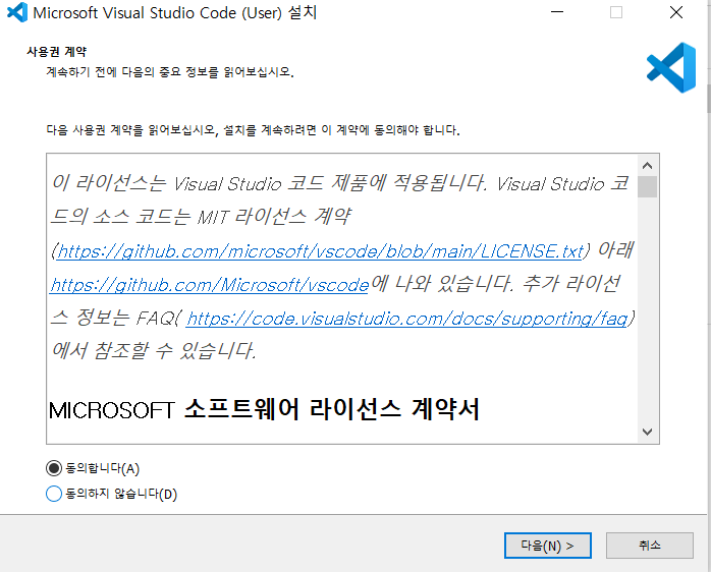 Microsoft Visual Studio Code (User) 설치
사용권 계약
계속하기 전에 다음의 중요 정보를 읽어보십시오.
다음 사용권 계약을 읽어보십시오, 설치를 계속하려면 이 계약에 동의해야 합니다.
이 라이선스는 Visual Studio 코드 제품에 적용됩니다. Visual Studio 코
드의 소스 코드는 MIT 라이선스 계약
(https://github.com/microsoft/vscode/blob/main/LICENSE.txt) 아래
https://github.com/Microsoft/vscode에 나와 있습니다. 추가 라이선
스 정보는 FAQ( https://code.visualstudio.com/docs/supporting/faq)
에서 참조할 수 있습니다.
MICROSOFT 소프트웨어 라이선스 계약서
동의합니다(A)
동의하지 않습니다(D)
다음(N) >
취소